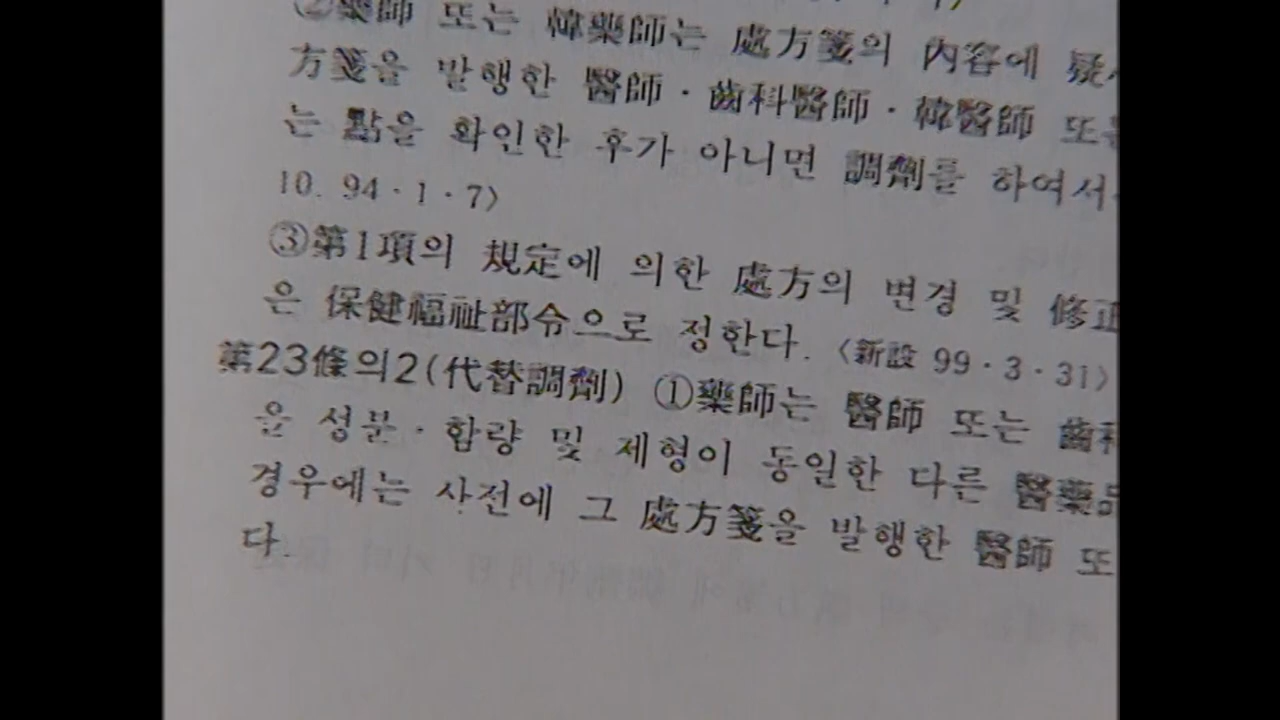 ②藥師 또는 韓藥師는 處方箋의 內容에 疑
方箋을 발행한 醫師·齒科醫師·韓醫師 또는
는 點을 확인한 후가 아니면 調劑를 하여서
10. 94·1·7〉
③第1項의 規定에 의한 處方의 변경 및 修正
은 保健福祉部令으로 정한다. 〈新設 99·3·31〉
第23條의2(代替調劑) ①藥師는 醫師 또는 齒科
을 성분·함량 및 제형이 동일한 다른 醫藥品
경우에는 사전에 그 處方箋을 발행한 醫師 또
다.